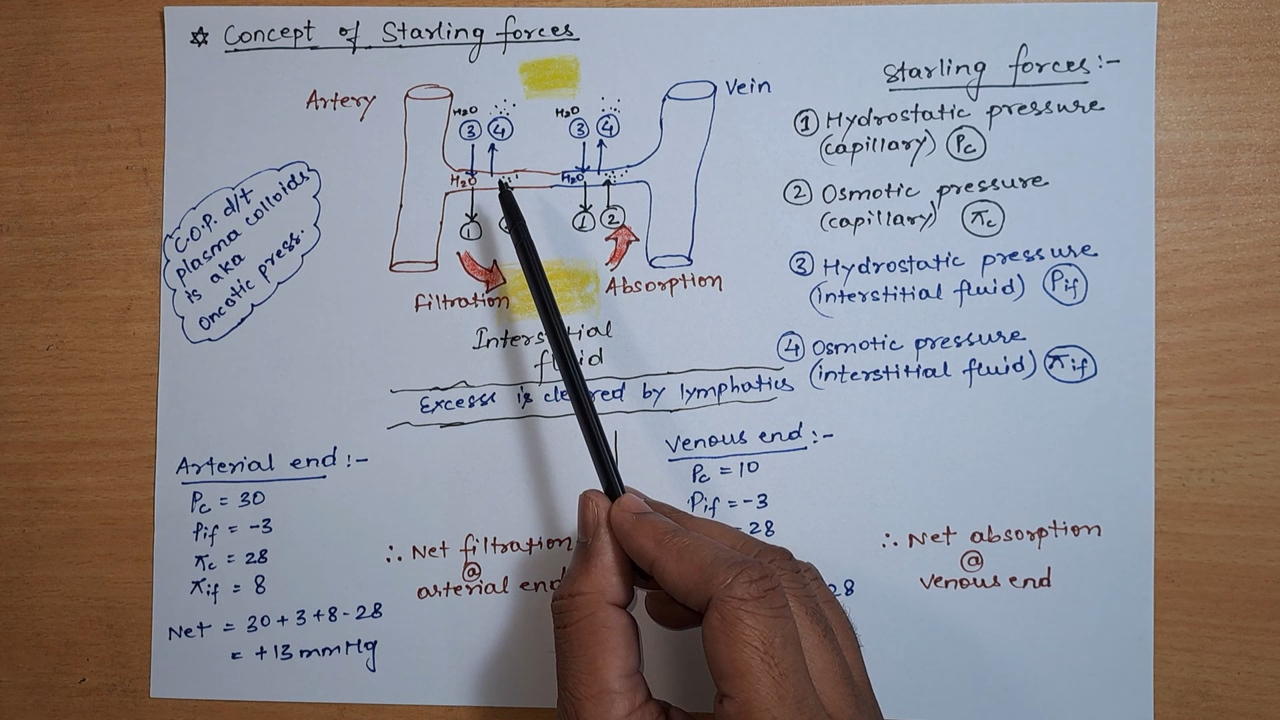 ☆ Concept of Starling forces
Artery
Vein
H₂O
H₂O
3 4
3 4
H₂O
H₂O
1
1 2
Filtration
Absorption
fluid
Excess is cleared by lymphatics
C.O.P. d/t
plasma colloids
is aka
Oncotic press.
Starling forces:-
① Hydrostatic pressure
(capillary) Pc
② Osmotic pressure
(capillary) πc
③ Hydrostatic pressure
(interstitial fluid) Pif
④ Osmotic pressure
(interstitial fluid) πif
Arterial end :-
Pc = 30
Pif = -3
πc = 28
πif = 8
Net = 30 + 3 + 8 - 28
= +13 mmHg
∴ Net filtration
@
arterial end
Venous end :-
Pc = 10
Pif = -3
= 28
28
∴ Net absorption
@
venous end